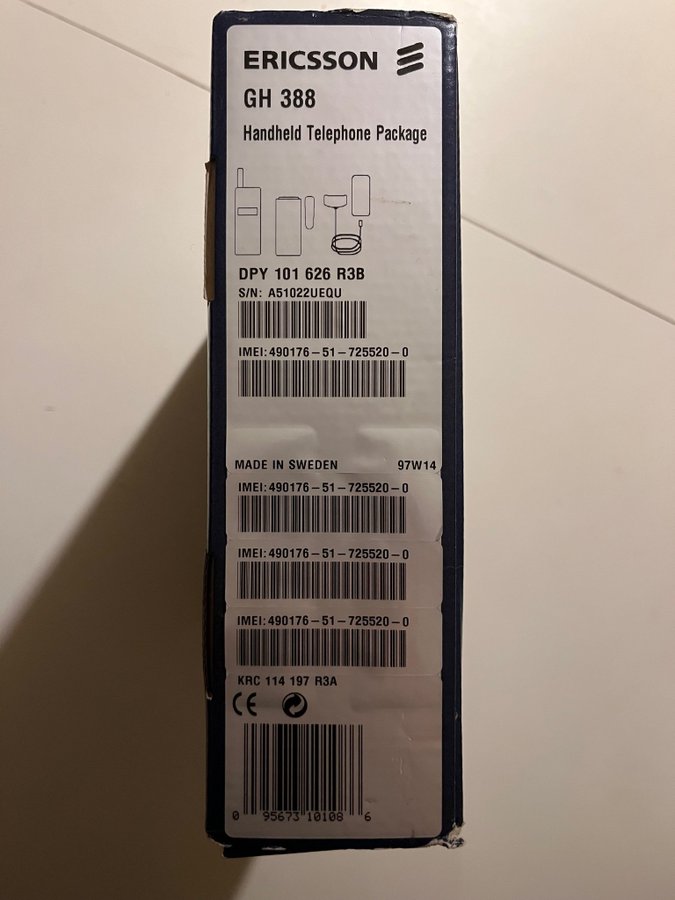 ERICSSON
GH 388
Handheld Telephone Package
DPY 101 626 R3B
S/N: A51022UEQU
IMEI: 490176-51-725520-0
MADE IN SWEDEN 97W14
IMEI: 490176-51-725520-0
IMEI: 490176-51-725520-0
IMEI: 490176-51-725520-0
KRC 114 197 R3A
CE
0 95673 10108 6